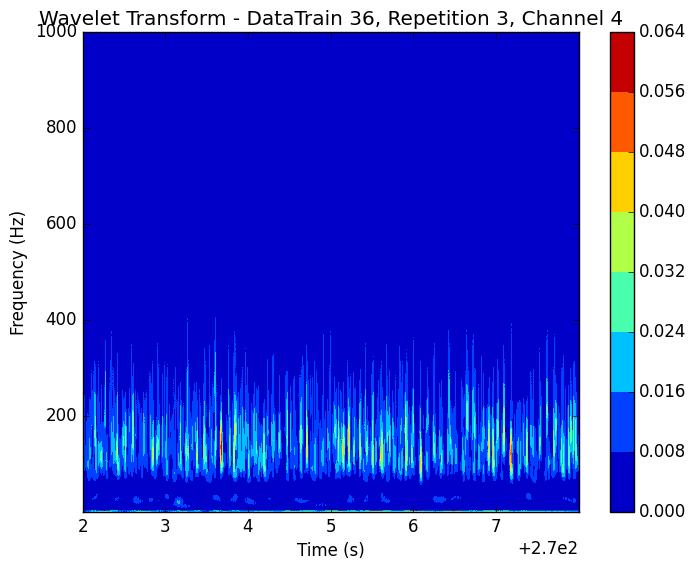 Wavelet Transform - DataTrain 36, Repetition 3, Channel 4
1000
800
600
400
200
Frequency (Hz)
2 3 4 5 6 7
Time (s)
+2.7e2
0.064
0.056
0.048
0.040
0.032
0.024
0.016
0.008
0.000